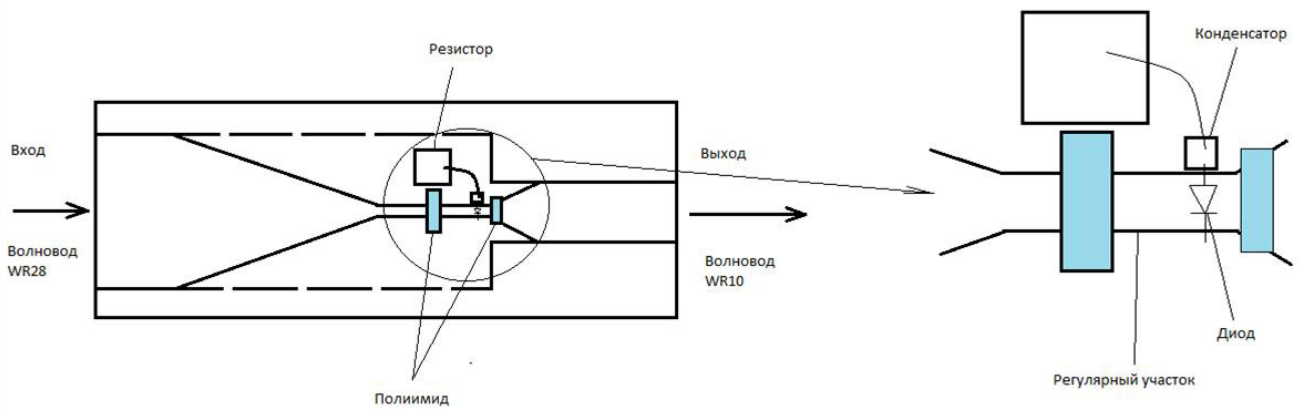 Резистор
Вход
Волновод
WR28
Полиимид
Выход
Волновод
WR10
Конденсатор
Диод
Регулярный участок